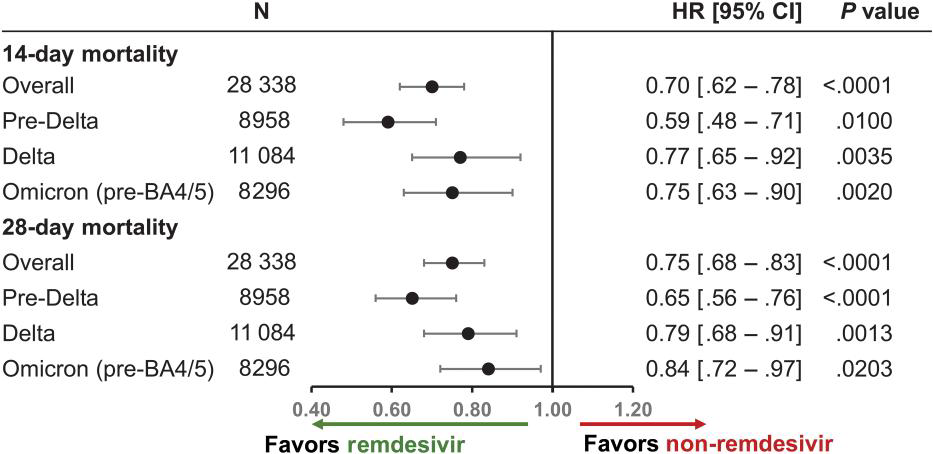 N HR [95% CI] P value
14-day mortality
Overall 28 338 0.70 [.62 – .78] <.0001
Pre-Delta 8958 0.59 [.48 – .71] .0100
Delta 11 084 0.77 [.65 – .92] .0035
Omicron (pre-BA4/5) 8296 0.75 [.63 – .90] .0020
28-day mortality
Overall 28 338 0.75 [.68 – .83] <.0001
Pre-Delta 8958 0.65 [.56 – .76] <.0001
Delta 11 084 0.79 [.68 – .91] .0013
Omicron (pre-BA4/5) 8296 0.84 [.72 – .97] .0203
0.40 0.60 0.80 1.00 1.20
Favors remdesivir Favors non-remdesivir